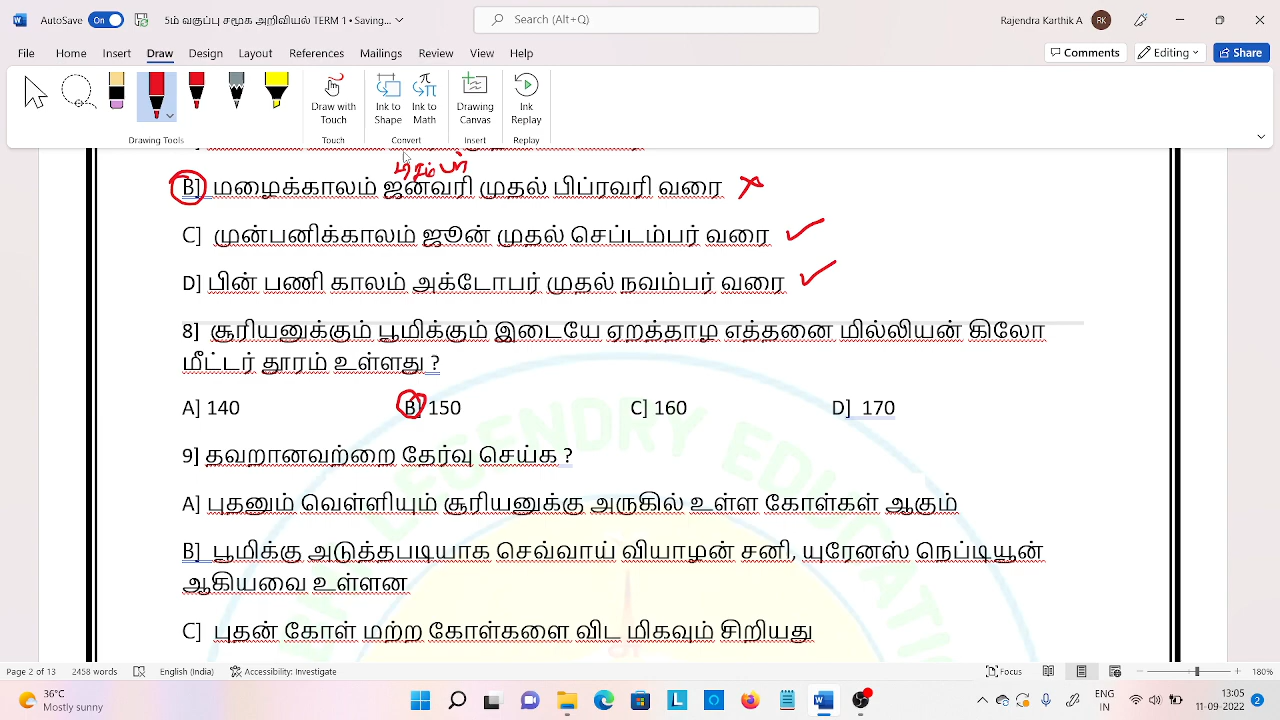 AutoSave On ஆறாம் வகுப்பு சமூக அறிவியல் TERM 1 • Saving... Search (Alt+Q) Rajendra Karthik A RK
File Home Insert Draw Design Layout References Mailings Review View Help Comments Editing Share
Draw with Touch Ink to Shape Ink to Math Drawing Canvas Ink Replay
Drawing Tools Touch Convert Insert Replay
B] மழைக்காலம் ஜனவரி முதல் பிப்ரவரி வரை
C] முன்பனிக்காலம் ஜூன் முதல் செப்டம்பர் வரை
D] பின் பணி காலம் அக்டோபர் முதல் நவம்பர் வரை
8] சூரியனுக்கும் பூமிக்கும் இடையே ஏறத்தாழ எத்தனை மில்லியன் கிலோ
மீட்டர் தூரம் உள்ளது ?
A] 140 B] 150 C] 160 D] 170
9] தவறானவற்றை தேர்வு செய்க ?
A] புதனும் வெள்ளியும் சூரியனுக்கு அருகில் உள்ள கோள்கள் ஆகும்
B] பூமிக்கு அடுத்தபடியாக செவ்வாய் வியாழன் சனி, யுரேனஸ் நெப்டியூன்
ஆகியவை உள்ளன
C] புதன் கோள் மற்ற கோள்களை விட மிகவும் சிறியது
Page 2 of 13 2458 words English (India) Accessibility: Investigate Focus 180%
36°C Mostly sunny ENG IN 13:05 11-09-2022 2